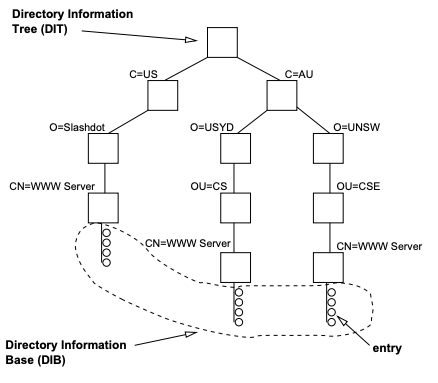 Directory Information
Tree (DIT)
C=US
C=AU
O=Slashdot
O=USYD
O=UNSW
CN=WWW Server
OU=CS
OU=CSE
CN=WWW Server
CN=WWW Server
Directory Information
Base (DIB)
entry